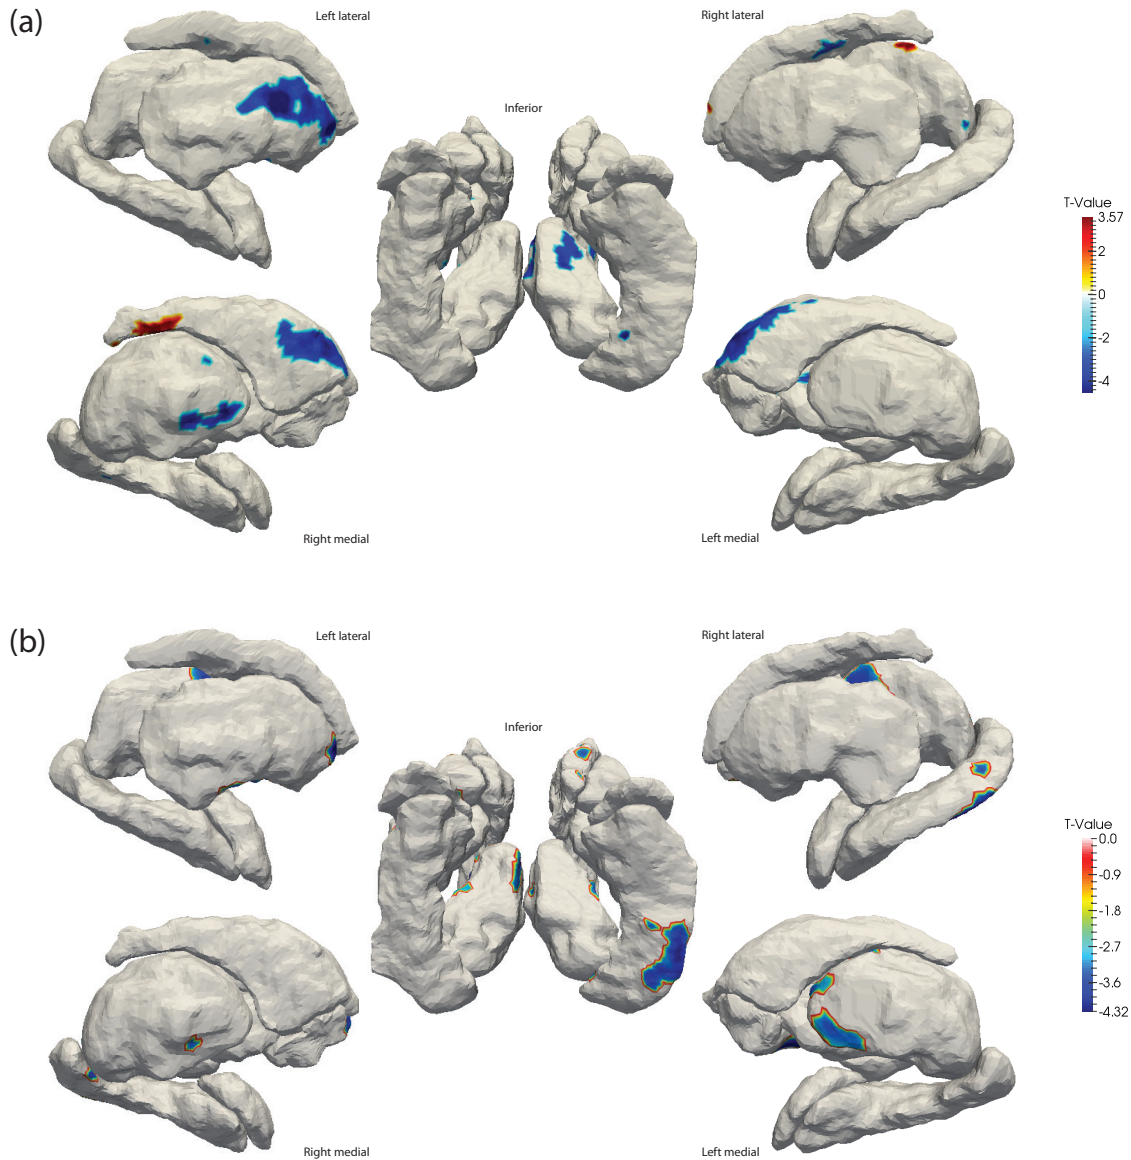 (a)
Left lateral
Right lateral
Inferior
T-Value
3.57
2
0
-2
-4
Right medial
Left medial
(b)
Left lateral
Right lateral
Inferior
T-Value
0.0
-0.9
-1.8
-2.7
-3.6
-4.32
Right medial
Left medial